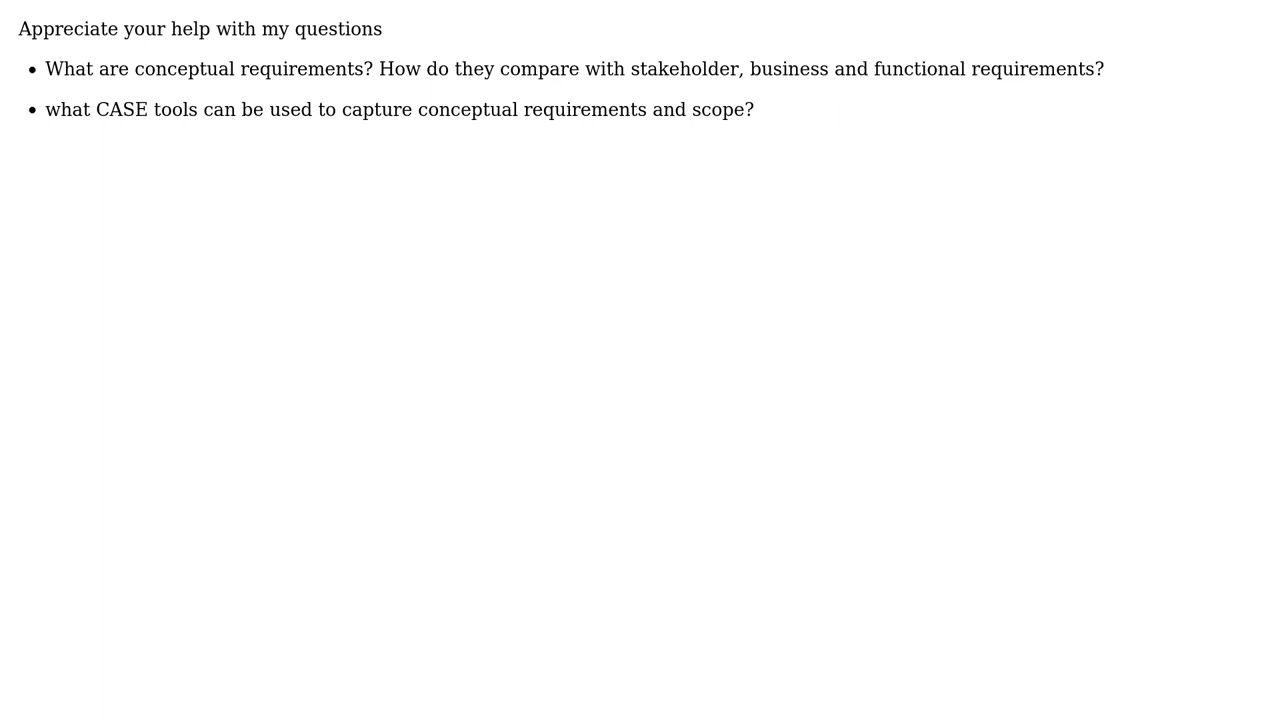 Appreciate your help with my questions
• What are conceptual requirements? How do they compare with stakeholder, business and functional requirements?
• what CASE tools can be used to capture conceptual requirements and scope?